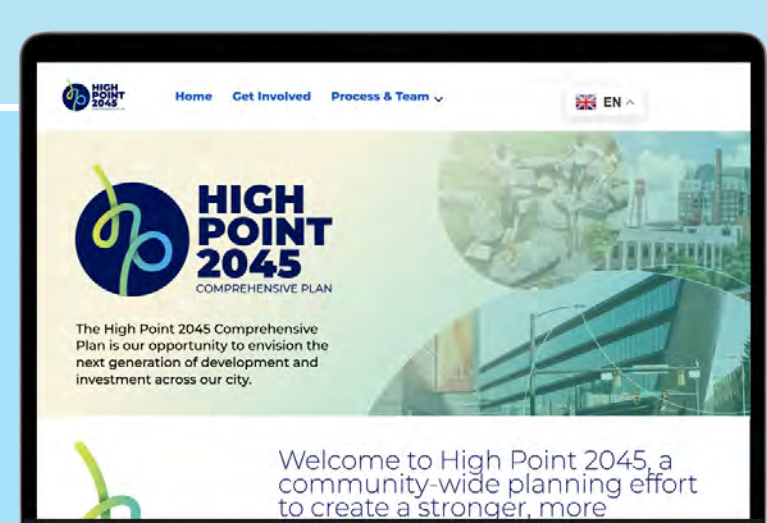 HIGH
POINT
2045
COMPREHENSIVE PLAN
Home Get Involved Process & Team
EN
HIGH
POINT
2045
COMPREHENSIVE PLAN
The High Point 2045 Comprehensive
Plan is our opportunity to envision the
next generation of development and
investment across our city.
Welcome to High Point 2045, a
community-wide planning effort
to create a stronger, more